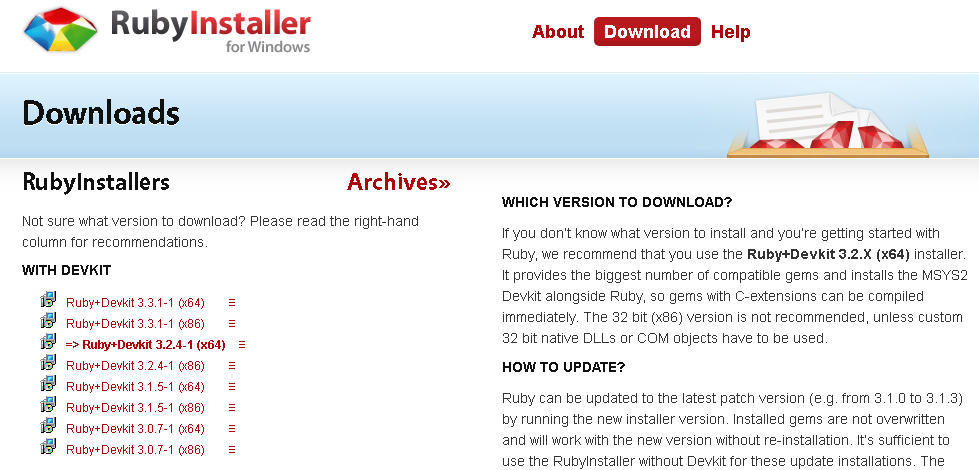 RubyInstaller
for Windows
About Download Help
Downloads
RubyInstallers
Archives»
Not sure what version to download? Please read the right-hand
column for recommendations.
WITH DEVKIT
Ruby+Devkit 3.3.1-1 (x64)
Ruby+Devkit 3.3.1-1 (x86)
=> Ruby+Devkit 3.2.4-1 (x64)
Ruby+Devkit 3.2.4-1 (x86)
Ruby+Devkit 3.1.5-1 (x64)
Ruby+Devkit 3.1.5-1 (x86)
Ruby+Devkit 3.0.7-1 (x64)
Ruby+Devkit 3.0.7-1 (x86)
WHICH VERSION TO DOWNLOAD?
If you don't know what version to install and you're getting started with
Ruby, we recommend that you use the Ruby+Devkit 3.2.X (x64) installer.
It provides the biggest number of compatible gems and installs the MSYS2
Devkit alongside Ruby, so gems with C-extensions can be compiled
immediately. The 32 bit (x86) version is not recommended, unless custom
32 bit native DLLs or COM objects have to be used.
HOW TO UPDATE?
Ruby can be updated to the latest patch version (e.g. from 3.1.0 to 3.1.3)
by running the new installer version. Installed gems are not overwritten
and will work with the new version without re-installation. It's sufficient to
use the RubyInstaller without Devkit for these update installations. The